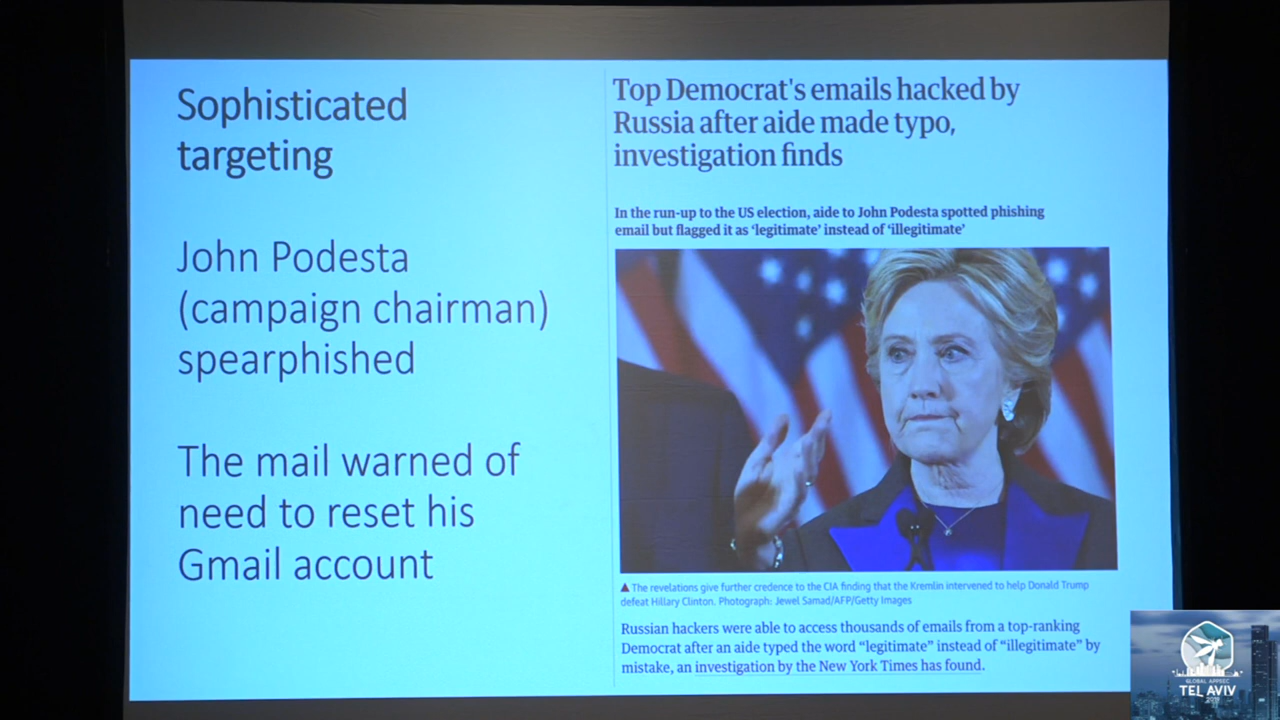 Sophisticated
targeting
John Podesta
(campaign chairman)
spearphished
The mail warned of
need to reset his
Gmail account
Top Democrat's emails hacked by
Russia after aide made typo,
investigation finds
In the run-up to the US election, aide to John Podesta spotted phishing
email but flagged it as ‘legitimate’ instead of ‘illegitimate’
The revelations give further credence to the CIA finding that the Kremlin intervened to help Donald Trump
defeat Hillary Clinton. Photograph: Jewel Samad/AFP/Getty Images
Russian hackers were able to access thousands of emails from a top-ranking
Democrat after an aide typed the word “legitimate” instead of “illegitimate” by
mistake, an investigation by the New York Times has found.
GLOBAL APPSEC
TEL AVIV